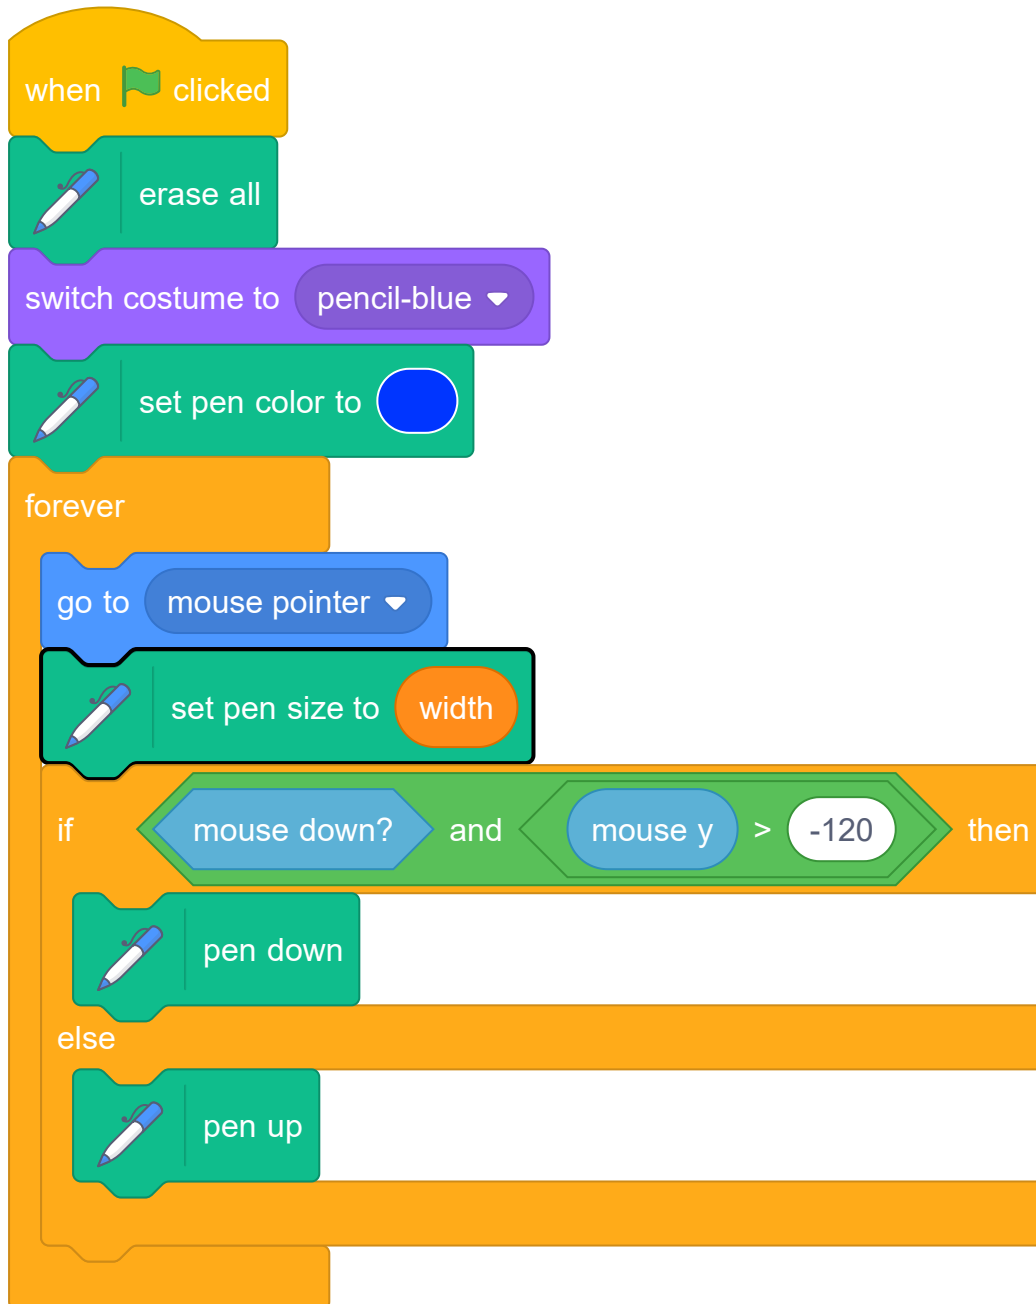 when clicked
erase all
switch costume to pencil-blue
set pen color to
forever
go to mouse pointer
set pen size to width
if mouse down? and mouse y > -120 then
pen down
else
pen up